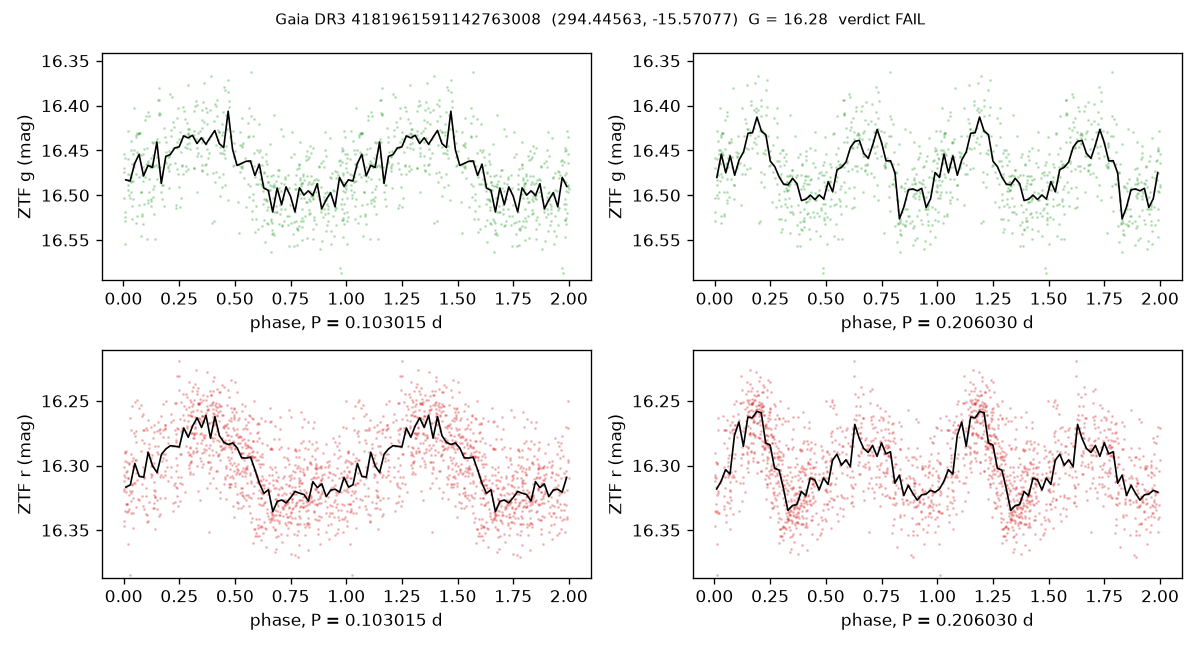 Gaia DR3 4181961591142763008  (294.44563, -15.57077)  G = 16.28  verdict FAIL
16.35
16.40
16.45
16.50
16.55
ZTF g (mag)
0.00 0.25 0.50 0.75 1.00 1.25 1.50 1.75 2.00
phase, P = 0.103015 d
16.35
16.40
16.45
16.50
16.55
ZTF g (mag)
0.00 0.25 0.50 0.75 1.00 1.25 1.50 1.75 2.00
phase, P = 0.206030 d
16.25
16.30
16.35
ZTF r (mag)
0.00 0.25 0.50 0.75 1.00 1.25 1.50 1.75 2.00
phase, P = 0.103015 d
16.25
16.30
16.35
ZTF r (mag)
0.00 0.25 0.50 0.75 1.00 1.25 1.50 1.75 2.00
phase, P = 0.206030 d